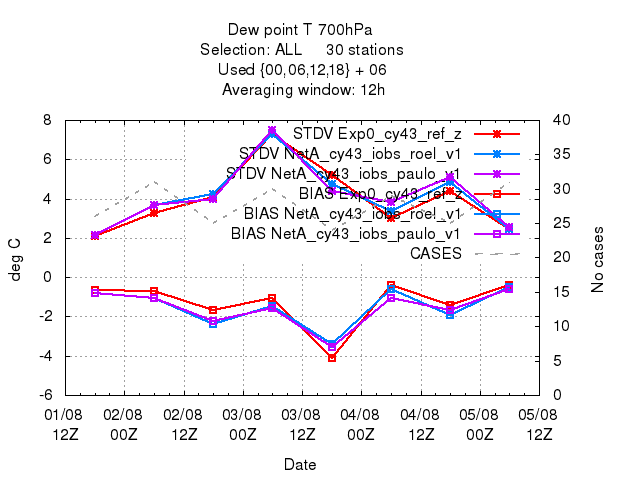 Dew point T 700hPa
Selection: ALL 30 stations
Used {00,06,12,18} + 06
Averaging window: 12h
8
6
4
2
0
-2
-4
-6
deg C
40
35
30
25
20
15
10
5
0
No cases
STDV Exp0_cy43_ref_z
STDV NetA_cy43_iobs_roel_v1
STDV NetA_cy43_iobs_paulo_v1
BIAS Exp0_cy43_ref_z
BIAS NetA_cy43_iobs_roel_v1
BIAS NetA_cy43_iobs_paulo_v1
CASES
01/08 02/08 02/08 03/08 03/08 04/08 04/08 05/08 05/08
12Z 00Z 12Z 00Z 12Z 00Z 12Z 00Z 12Z
Date